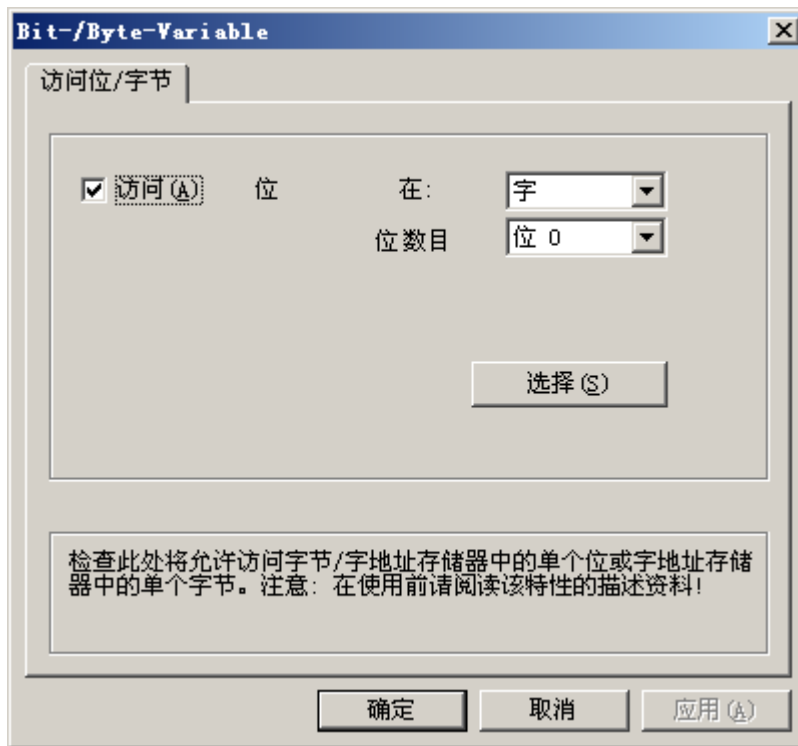 Bit-/Byte-Variable
访问位/字节
访问(A) 位 在: 字
位数目 位 0
选择(S)
检查此处将允许访问字节/字地址存储器中的单个位或字地址存储
器中的单个字节。注意: 在使用前请阅读该特性的描述资料!
确定 取消 应用(A)